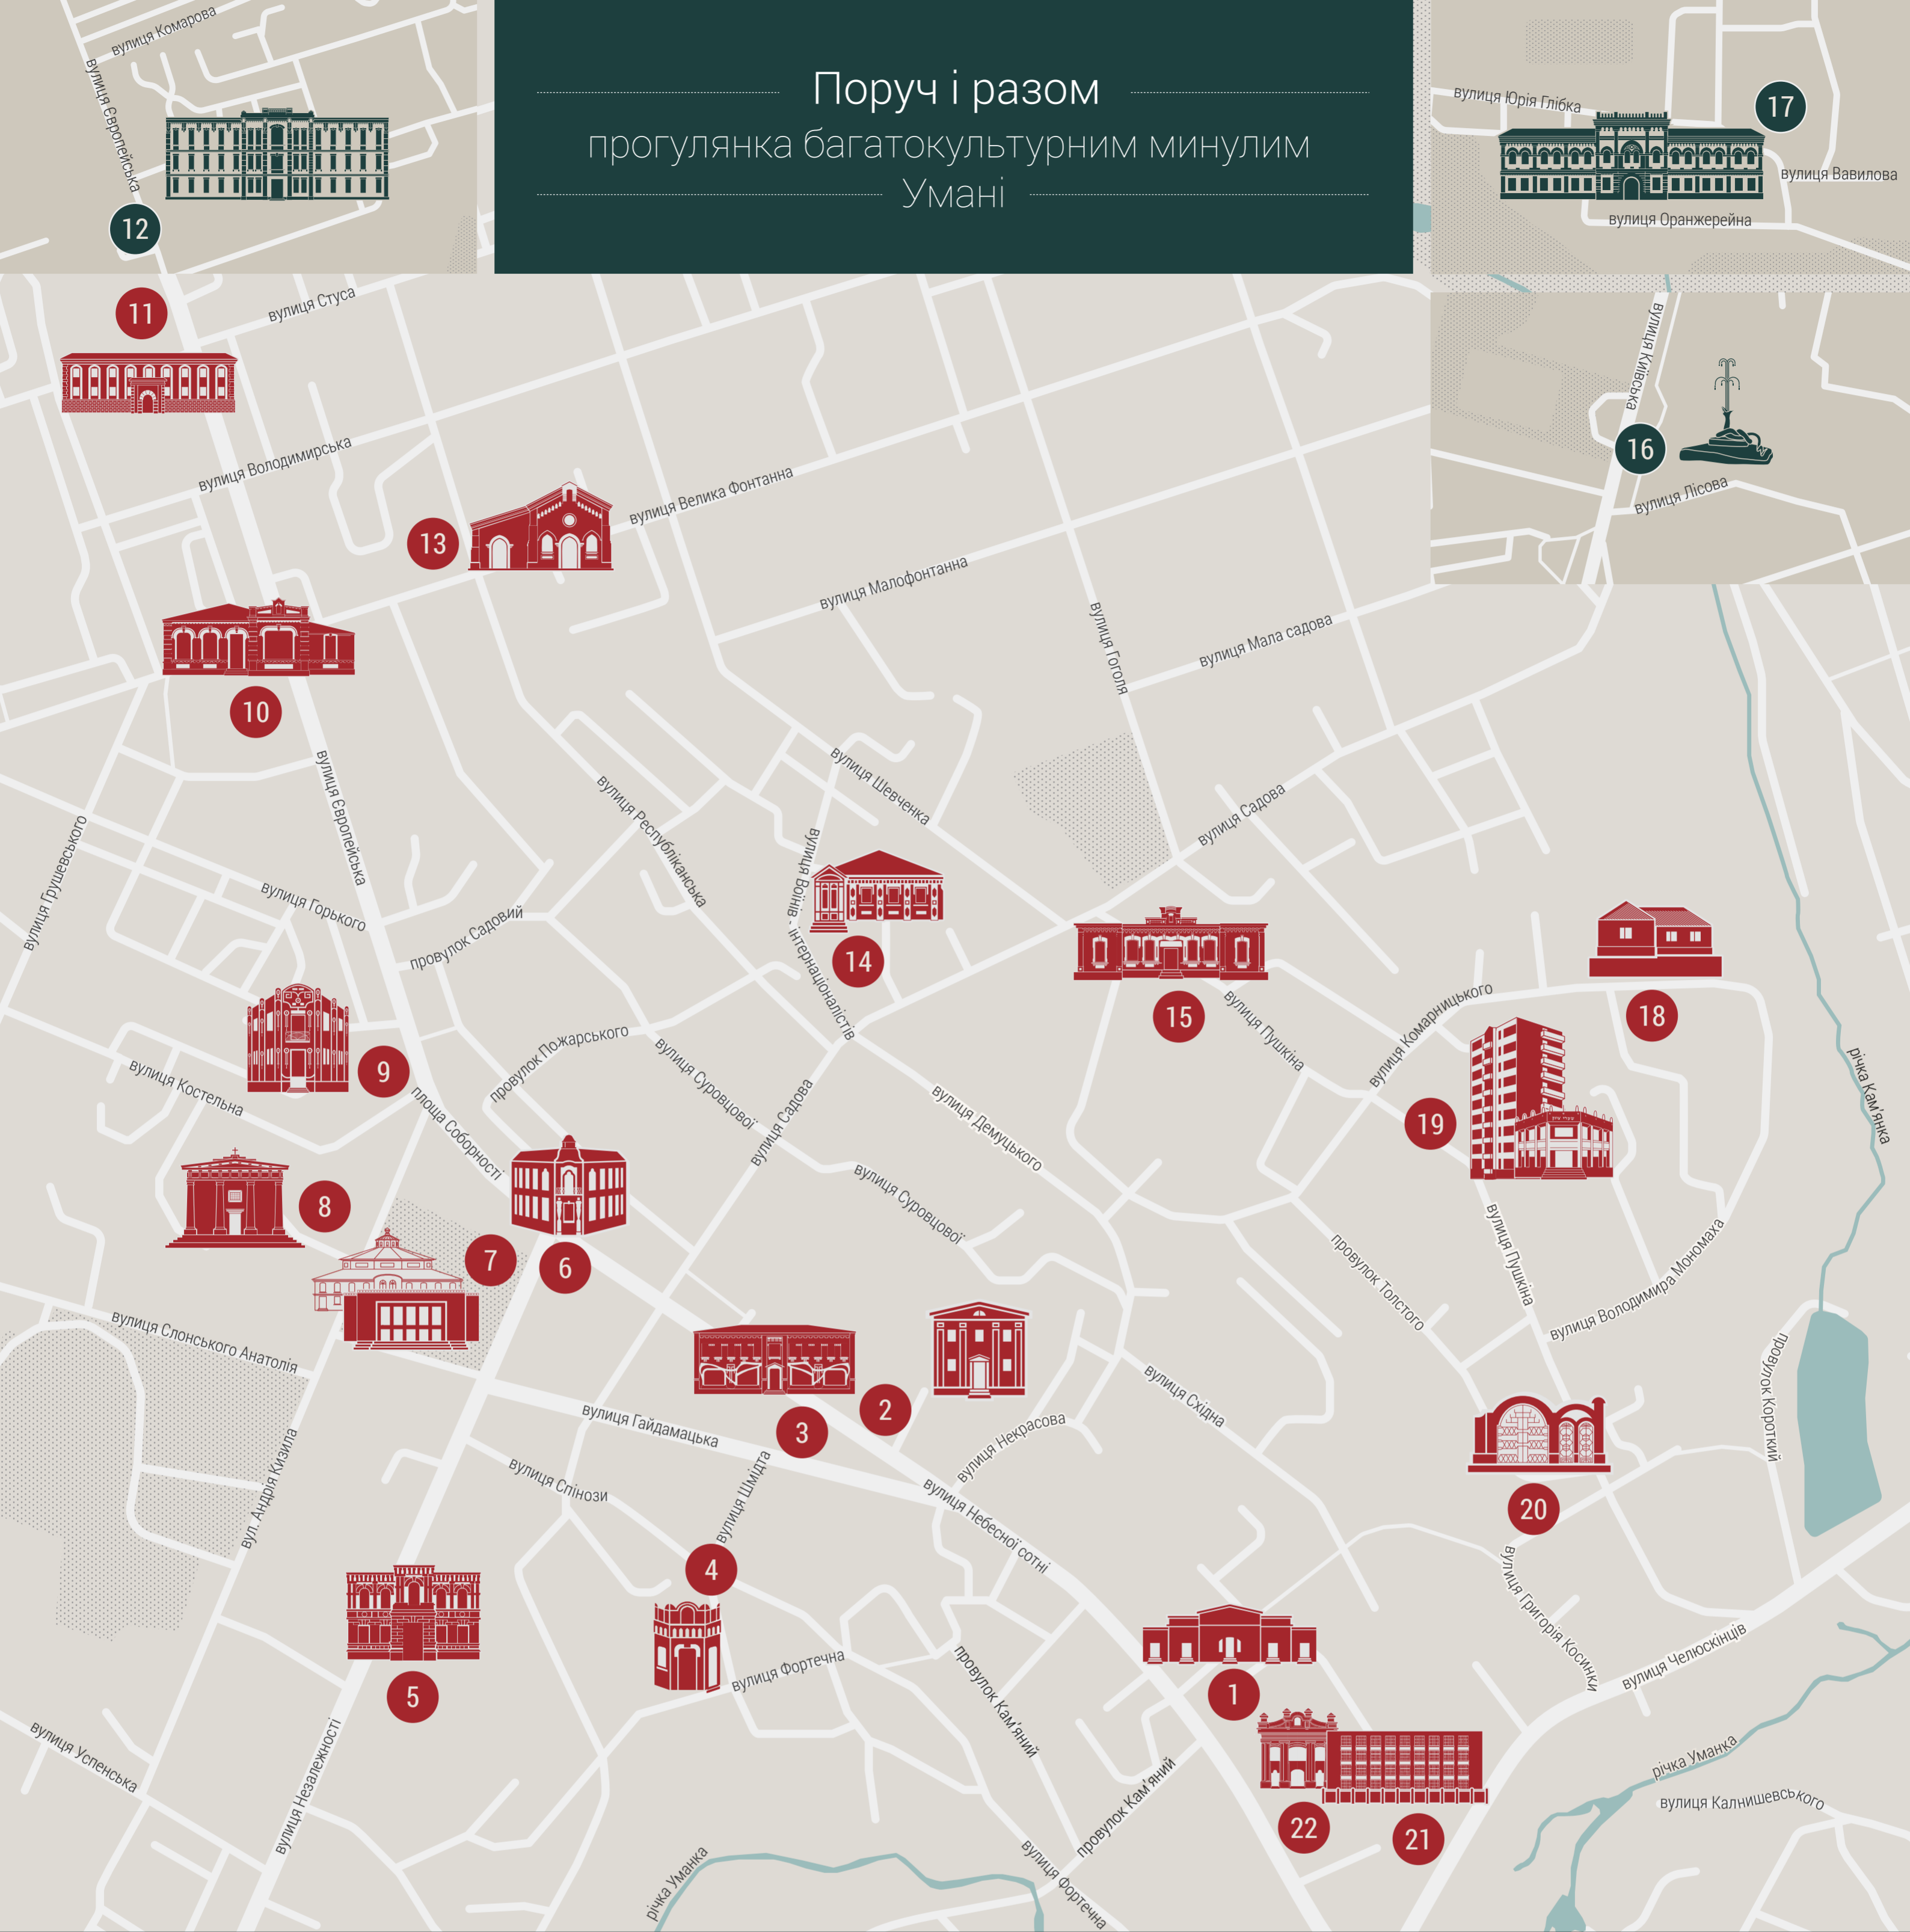 Поруч і разом
прогулянка багатокультурним минулим
Умані
вулиця Комарова
вулиця Європейська
12
вулиця Юрія Глібка
17
вулиця Вавилова
вулиця Оранжерейна
11
вулиця Стуса
вулиця Київська
16
вулиця Лісова
вулиця Володимирська
13
вулиця Велика Фонтанна
вулиця Малофонтанна
вулиця Гоголя
вулиця Мала садова
10
вулиця Європейська
вулиця Грушевського
вулиця Республіканська
вулиця Шевченка
вулиця Садова
вулиця Горького
провулок Садовий
вулиця Воїнів - інтернаціоналістів
14
15
18
вулиця Пушкіна
вулиця Комарницького
річка Кам'янка
9
вулиця Костельна
площа Соборності
провулок Пожарського
вулиця Суровцової
вулиця Садова
вулиця Демуцького
19
8
7
6
вулиця Суровцової
провулок Толстого
вулиця Пушкіна
вулиця Володимира Мономаха
вулиця Слонського Анатолія
вул. Андрія Кизила
вулиця Гайдамацька
3
2
вулиця Некрасова
вулиця Східна
провулок Короткий
вулиця Спінози
вулиця Шмідта
вулиця Небесної сотні
20
4
5
вулиця Фортечна
провулок Кам'яний
1
вулиця Григорія Косинки
вулиця Челюскінців
вулиця Успенська
вулиця Незалежності
провулок Кам'яний
22
21
річка Уманка
вулиця Калнишевського
річка Уманка
вулиця Фортечна